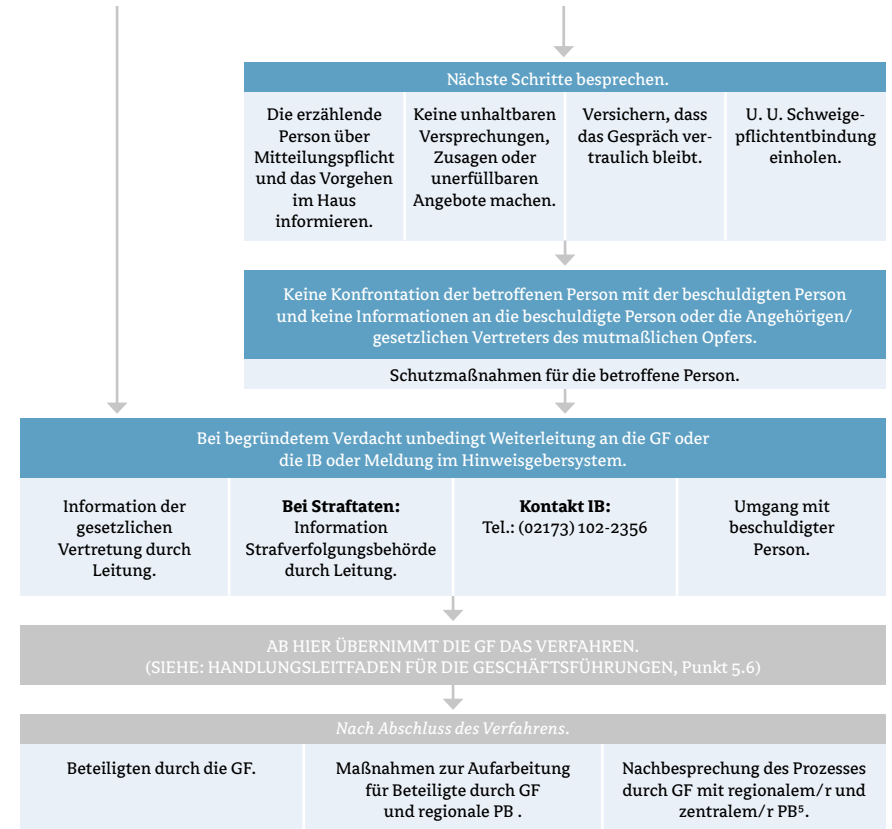 Nächste Schritte besprechen.
Die erzählende
Person über
Mitteilungspflicht
und das Vorgehen
im Haus
informieren.
Keine unhaltbaren
Versprechungen,
Zusagen oder
unerfüllbaren
Angebote machen.
Versichern, dass
das Gespräch ver-
traulich bleibt.
U. U. Schweige-
pflichtentbindung
einholen.
Keine Konfrontation der betroffenen Person mit der beschuldigten Person
und keine Informationen an die beschuldigte Person oder die Angehörigen/
gesetzlichen Vertreters des mutmaßlichen Opfers.
Schutzmaßnahmen für die betroffene Person.
Bei begründetem Verdacht unbedingt Weiterleitung an die GF oder
die IB oder Meldung im Hinweisgebersystem.
Information der
gesetzlichen
Vertretung durch
Leitung.
Bei Straftaten:
Information
Strafverfolgungsbehörde
durch Leitung.
Kontakt IB:
Tel.: (02173) 102-2356
Umgang mit
beschuldigter
Person.
AB HIER ÜBERNIMMT DIE GF DAS VERFAHREN.
(SIEHE: HANDLUNGSLEITFADEN FÜR DIE GESCHÄFTSFÜHRUNGEN, Punkt 5.6)
Nach Abschluss des Verfahrens.
Beteiligten durch die GF.
Maßnahmen zur Aufarbeitung
für Beteiligte durch GF
und regionale PB .
Nachbesprechung des Prozesses
durch GF mit regionalem/r und
zentralem/r PB⁵.